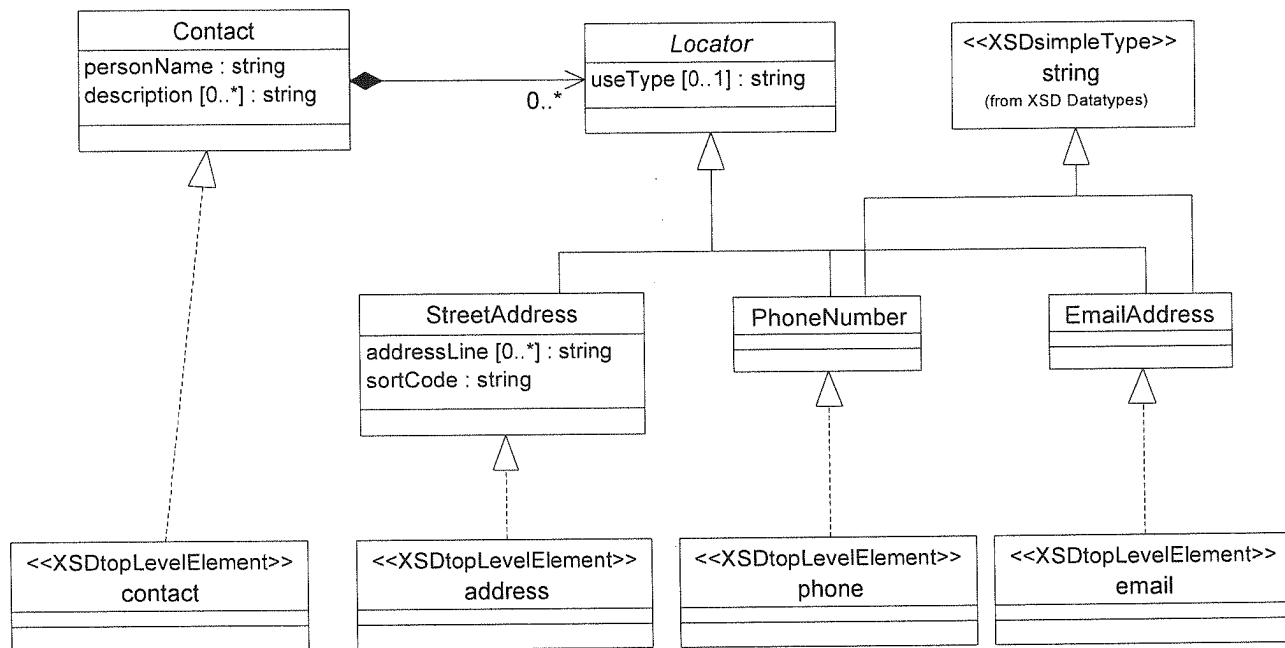 Contact
personName : string
description [0..*] : string
0..*
Locator
useType [0..1] : string
<<XSDsimpleType>>
string
(from XSD Datatypes)
StreetAddress
addressLine [0..*] : string
sortCode : string
PhoneNumber
EmailAddress
<<XSDtopLevelElement>>
contact
<<XSDtopLevelElement>>
address
<<XSDtopLevelElement>>
phone
<<XSDtopLevelElement>>
email